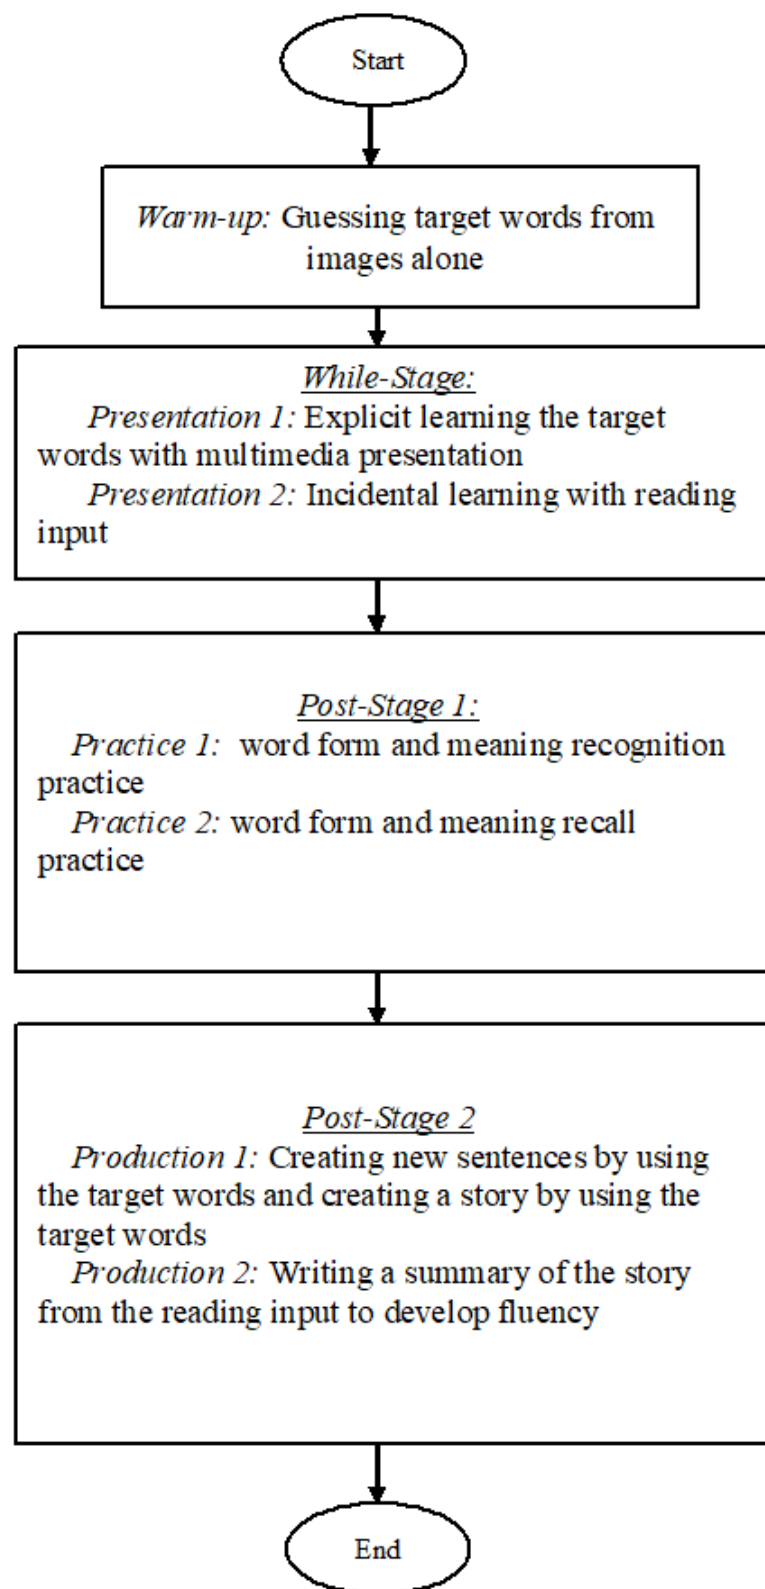 Start
Warm-up: Guessing target words from
images alone
While-Stage:
Presentation 1: Explicit learning the target
words with multimedia presentation
Presentation 2: Incidental learning with reading
input
Post-Stage 1:
Practice 1: word form and meaning recognition
practice
Practice 2: word form and meaning recall
practice
Post-Stage 2
Production 1: Creating new sentences by using
the target words and creating a story by using the
target words
Production 2: Writing a summary of the story
from the reading input to develop fluency
End